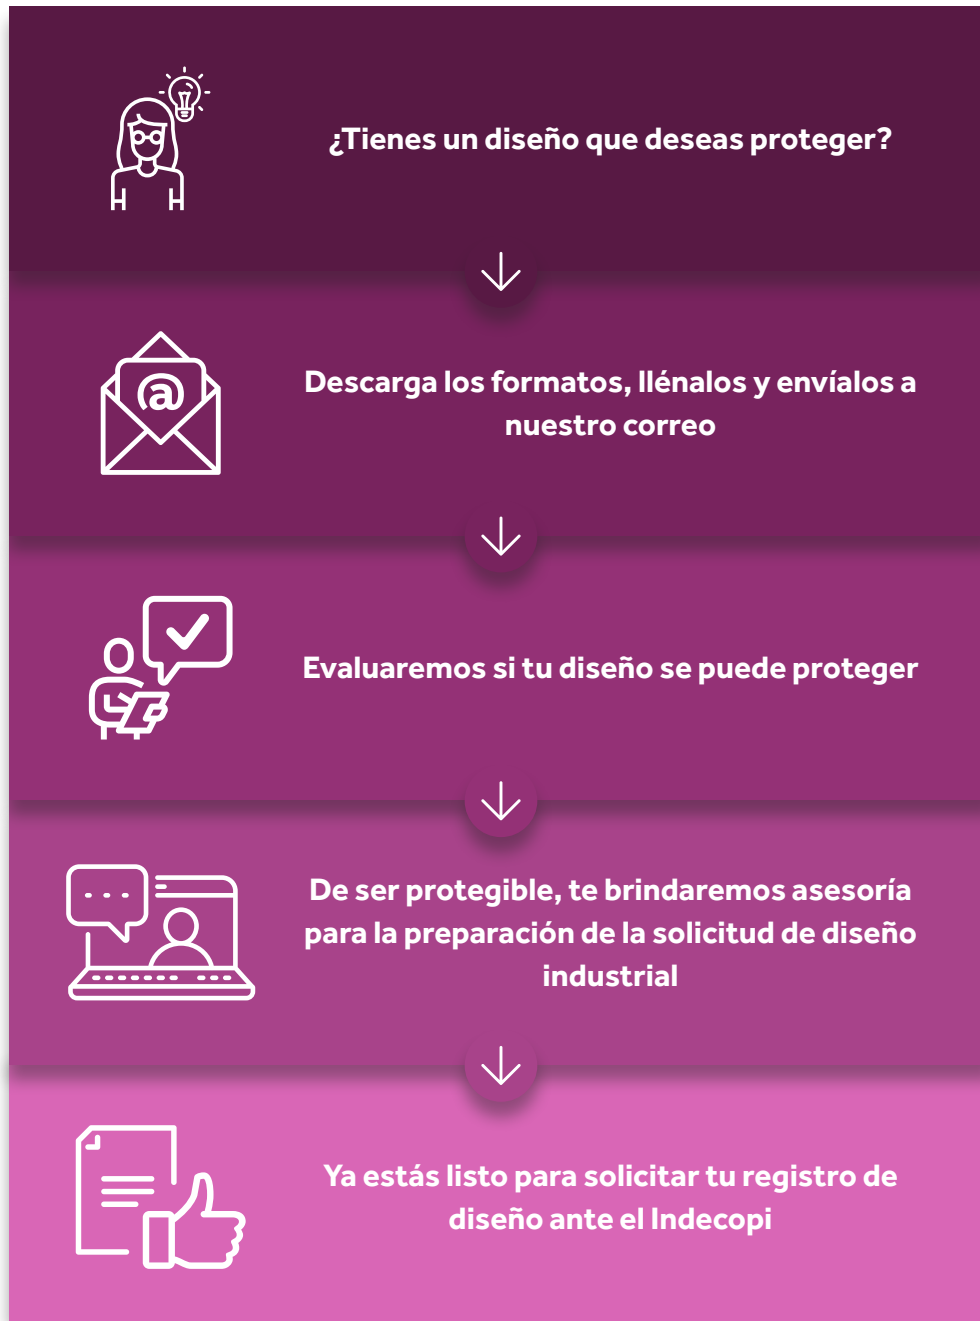 ¿Tienes un diseño que deseas proteger?
Descarga los formatos, llénalos y envíalos a
nuestro correo
@
Evaluaremos si tu diseño se puede proteger
De ser protegible, te brindaremos asesoría
para la preparación de la solicitud de diseño
industrial
Ya estás listo para solicitar tu registro de
diseño ante el Indecopi